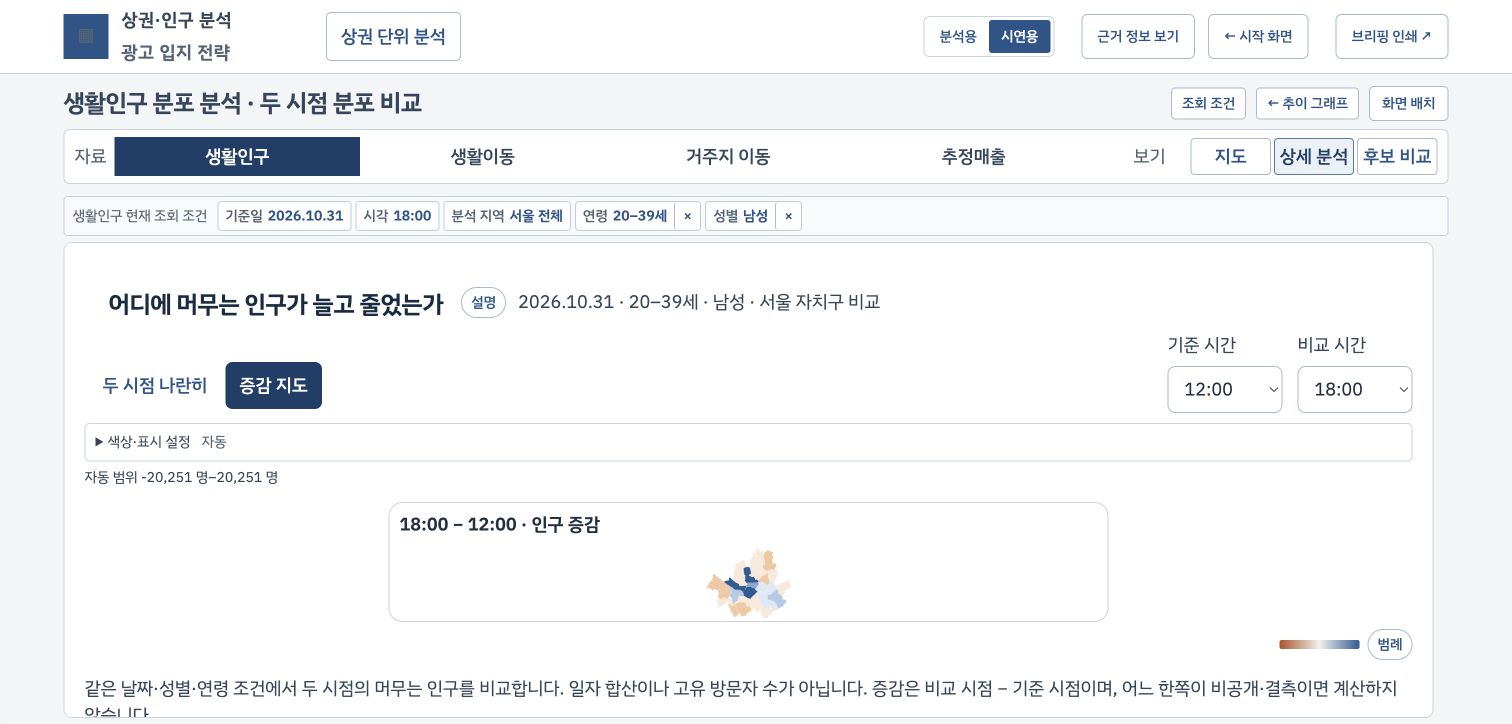 상권·인구 분석
광고 입지 전략
상권 단위 분석
분석용 시연용
근거 정보 보기
← 시작 화면
브리핑 인쇄 ↗
생활인구 분포 분석 · 두 시점 분포 비교
조회 조건
← 추이 그래프
화면 배치
자료 생활인구 생활이동 거주지 이동 추정매출 보기 지도 상세 분석 후보 비교
생활인구 현재 조회 조건 기준일 2026.10.31 시각 18:00 분석 지역 서울 전체 연령 20–39세 × 성별 남성 ×
어디에 머무는 인구가 늘고 줄었는가 설명 2026.10.31 · 20–39세 · 남성 · 서울 자치구 비교
기준 시간 비교 시간
두 시점 나란히 증감 지도 12:00 18:00
▶ 색상·표시 설정 자동
자동 범위 -20,251 명–20,251 명
18:00 − 12:00 · 인구 증감
범례
같은 날짜·성별·연령 조건에서 두 시점의 머무는 인구를 비교합니다. 일자 합산이나 고유 방문자 수가 아닙니다. 증감은 비교 시점 − 기준 시점이며, 어느 한쪽이 비공개·결측이면 계산하지
않습니다.